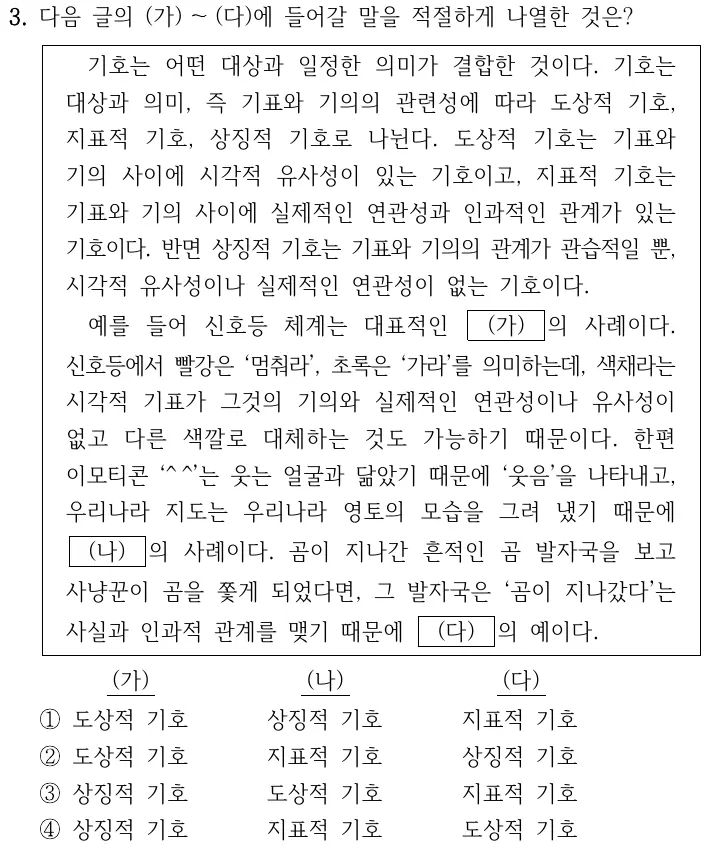 3. 다음 글의 (가) ~ (다)에 들어갈 말을 적절하게 나열한 것은?
기호는 어떤 대상과 일정한 의미가 결합한 것이다. 기호는
대상과 의미, 즉 기표와 기의의 관련성에 따라 도상적 기호,
지표적 기호, 상징적 기호로 나뉜다. 도상적 기호는 기표와
기의 사이에 시각적 유사성이 있는 기호이고, 지표적 기호는
기표와 기의 사이에 실제적인 연관성과 인과적인 관계가 있는
기호이다. 반면 상징적 기호는 기표와 기의의 관계가 관습적일 뿐,
시각적 유사성이나 실제적인 연관성이 없는 기호이다.
예를 들어 신호등 체계는 대표적인 (가) 의 사례이다.
신호등에서 빨강은 ‘멈춰라’, 초록은 ‘가라’를 의미하는데, 색채라는
시각적 기표가 그것의 기의와 실제적인 연관성이나 유사성이
없고 다른 색깔로 대체하는 것도 가능하기 때문이다. 한편
이모티콘 ‘^ ^’는 웃는 얼굴과 닮았기 때문에 ‘웃음’을 나타내고,
우리나라 지도는 우리나라 영토의 모습을 그려 냈기 때문에
(나) 의 사례이다. 곰이 지나간 흔적인 곰 발자국을 보고
사냥꾼이 곰을 쫓게 되었다면, 그 발자국은 ‘곰이 지나갔다’는
사실과 인과적 관계를 맺기 때문에 (다) 의 예이다.
(가) (나) (다)
① 도상적 기호 상징적 기호 지표적 기호
② 도상적 기호 지표적 기호 상징적 기호
③ 상징적 기호 도상적 기호 지표적 기호
④ 상징적 기호 지표적 기호 도상적 기호